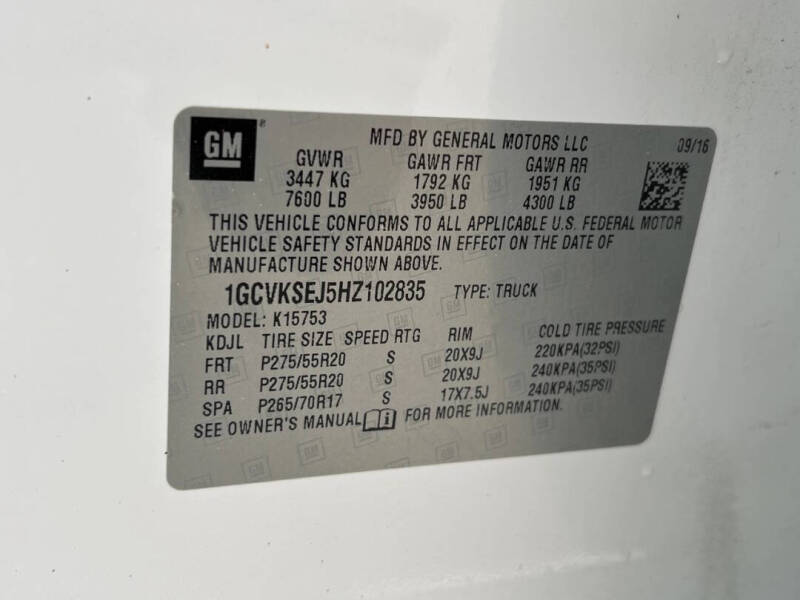 GM ® MFD BY GENERAL MOTORS LLC 09/16
GVWR GAWR FRT GAWR RR
3447 KG 1792 KG 1951 KG
7600 LB 3950 LB 4300 LB
THIS VEHICLE CONFORMS TO ALL APPLICABLE U.S. FEDERAL MOTOR
VEHICLE SAFETY STANDARDS IN EFFECT ON THE DATE OF
MANUFACTURE SHOWN ABOVE.
1GCVKSEJ5HZ102835 TYPE: TRUCK
MODEL: K15753
KDJL TIRE SIZE SPEED RTG RIM COLD TIRE PRESSURE
FRT P275/55R20 S 20X9J 220KPA(32PSI)
RR P275/55R20 S 20X9J 240KPA(35PSI)
SPA P265/70R17 S 17X7.5J 240KPA(35PSI)
SEE OWNER'S MANUAL FOR MORE INFORMATION.